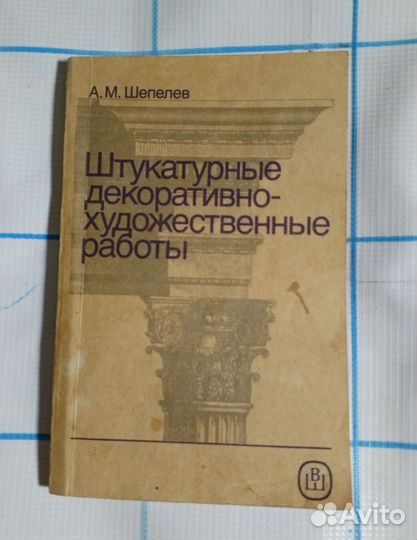 А. М. Шепелев
Штукатурные
декоративно-
художественные
работы
ВШ
Avito